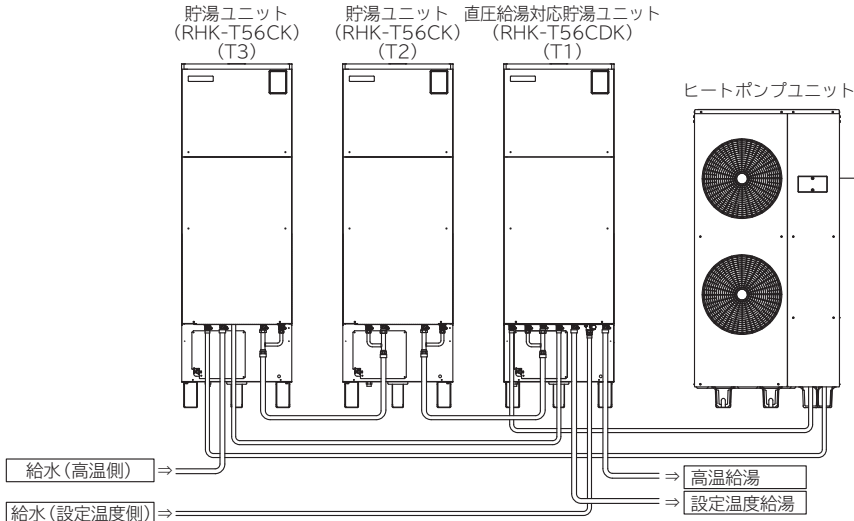 貯湯ユニット
(RHK-T56CK)
(T3)
貯湯ユニット
(RHK-T56CK)
(T2)
直圧給湯対応貯湯ユニット
(RHK-T56CDK)
(T1)
ヒートポンプユニット
給水(高温側) ⇒
⇒ 高温給湯
⇒ 設定温度給湯
給水(設定温度側) ⇒